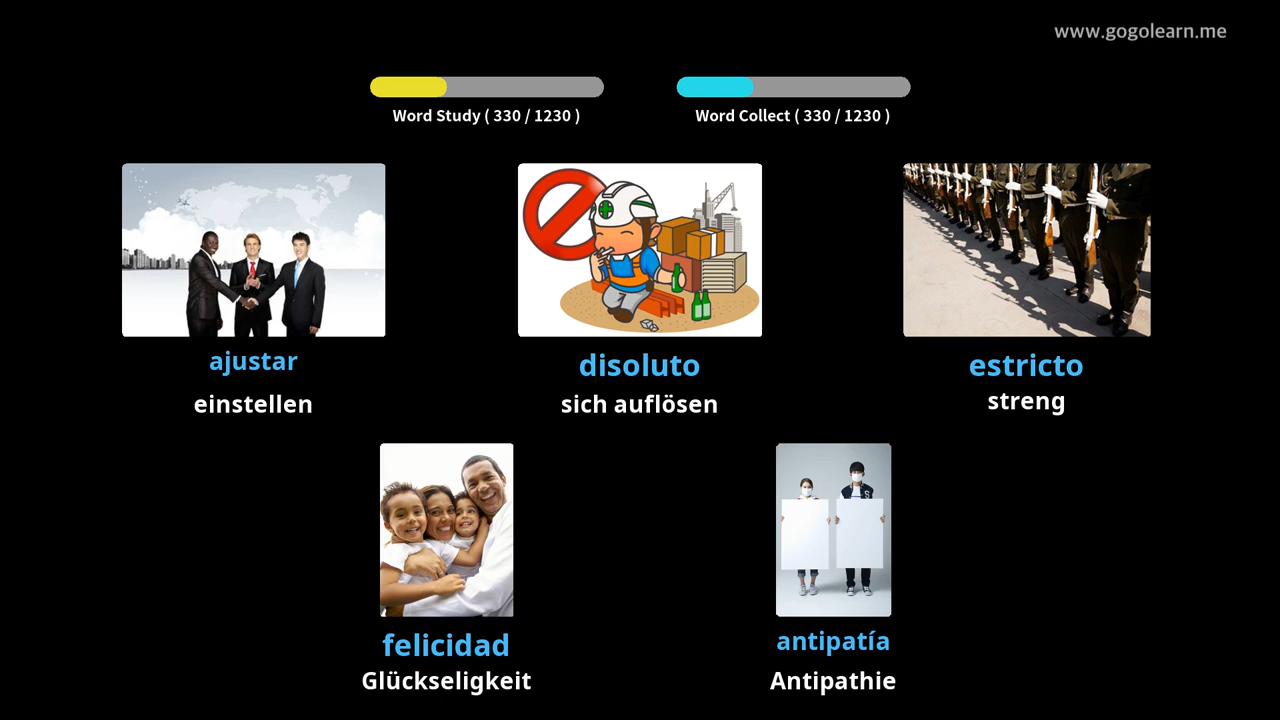 www.gogolearn.me
Word Study ( 330 / 1230 )
Word Collect ( 330 / 1230 )
ajustar
einstellen
disoluto
sich auflösen
estricto
streng
felicidad
Glückseligkeit
antipatía
Antipathie